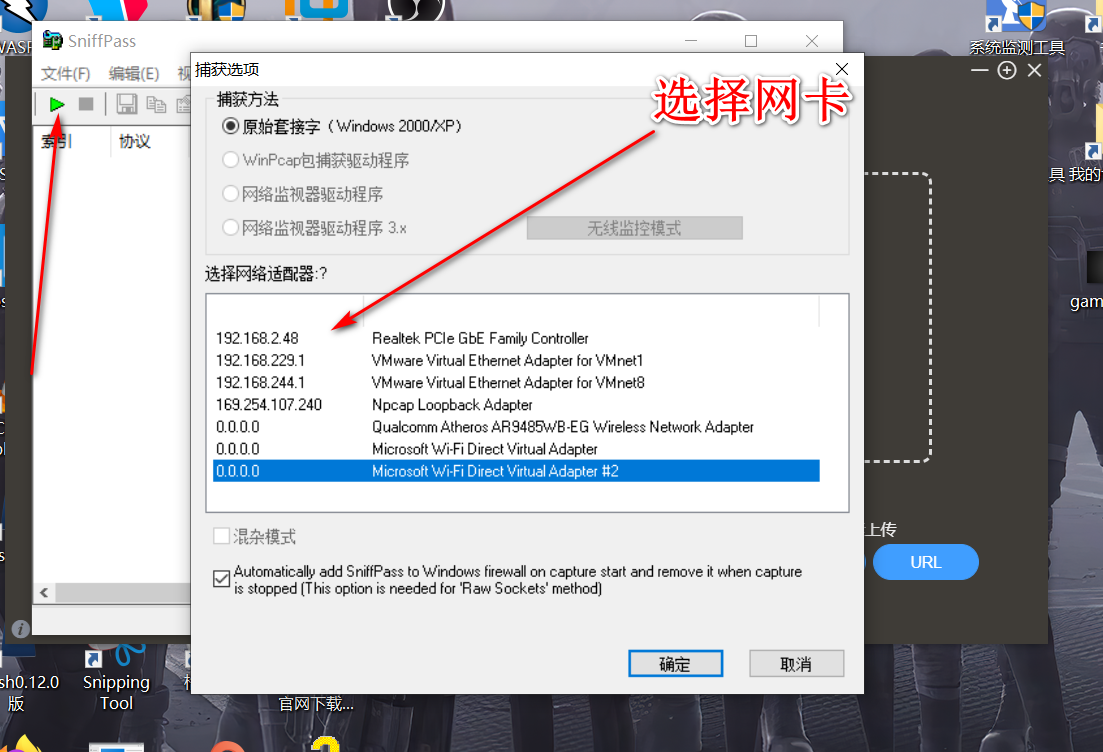 系统监测工具
SniffPass
文件(F) 编辑(E) 视
索引 协议
捕获选项
选择网卡
捕获方法
原始套接字（Windows 2000/XP）
WinPcap包捕获驱动程序
网络监视器驱动程序
网络监视器驱动程序 3.x
无线监控模式
选择网络适配器:?
192.168.2.48 Realtek PCIe GbE Family Controller
192.168.229.1 VMware Virtual Ethernet Adapter for VMnet1
192.168.244.1 VMware Virtual Ethernet Adapter for VMnet8
169.254.107.240 Npcap Loopback Adapter
0.0.0.0 Qualcomm Atheros AR9485WB-EG Wireless Network Adapter
0.0.0.0 Microsoft Wi-Fi Direct Virtual Adapter
0.0.0.0 Microsoft Wi-Fi Direct Virtual Adapter #2
混杂模式
Automatically add SniffPass to Windows firewall on capture start and remove it when capture
is stopped (This option is needed for 'Raw Sockets' method)
确定 取消
具 我的
gam
上传
URL
sh0.12.0
版
Snipping
Tool
官网下载...